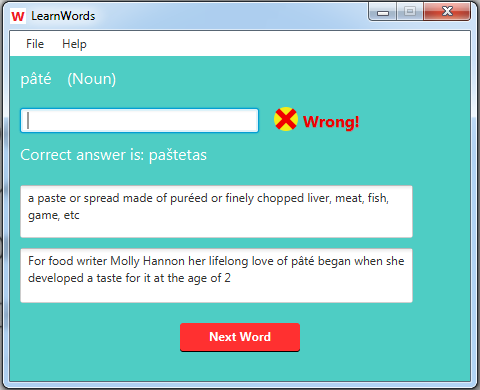 W LearnWords
File Help
pâté (Noun)
Wrong!
Correct answer is: paštetas
a paste or spread made of puréed or finely chopped liver, meat, fish,
game, etc
For food writer Molly Hannon her lifelong love of pâté began when she
developed a taste for it at the age of 2
Next Word